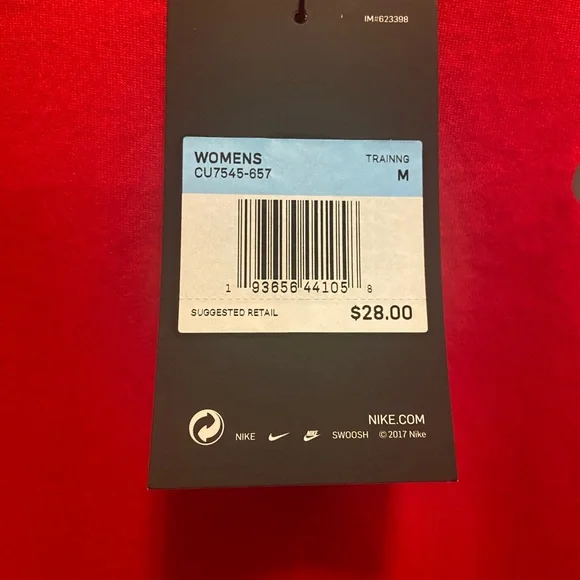 IM#623398
WOMENS TRAINNG
CU7545-657 M
1 93656 44105 8
SUGGESTED RETAIL $28.00
NIKE.COM
NIKE SWOOSH © 2017 Nike